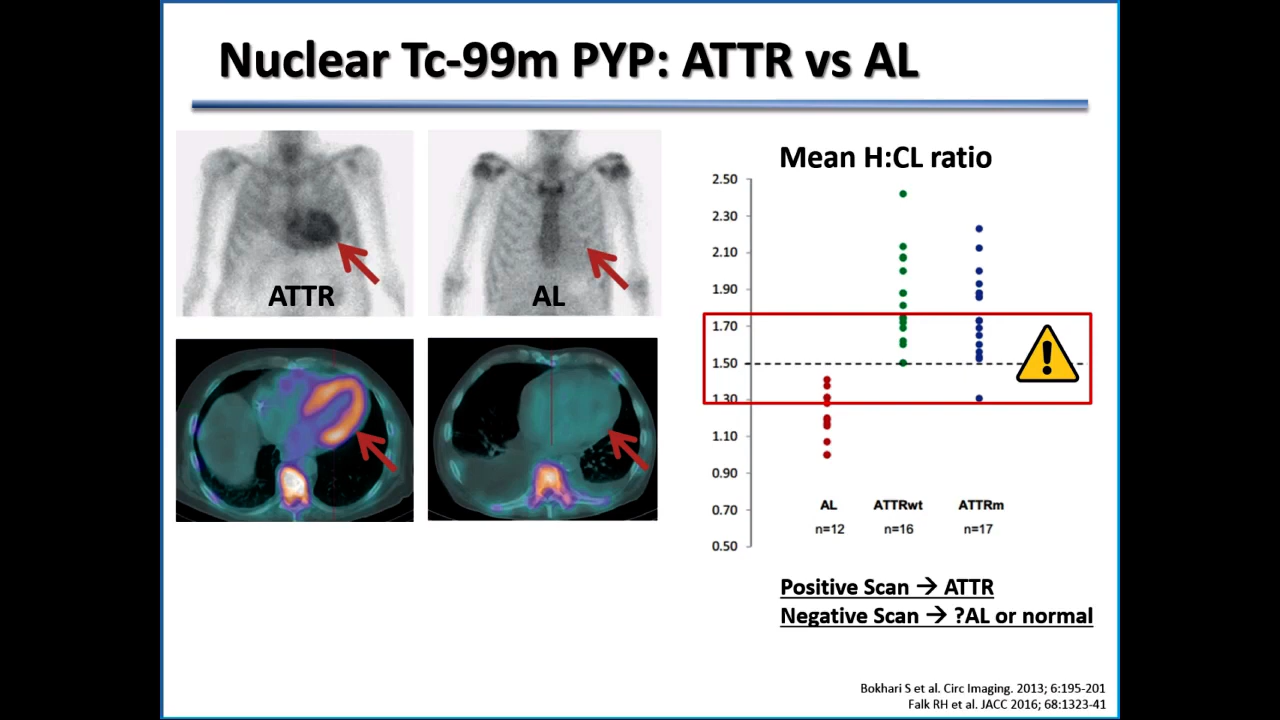 Nuclear Tc-99m PYP: ATTR vs AL
ATTR
AL
Mean H:CL ratio
2.50
2.30
2.10
1.90
1.70
1.50
1.30
1.10
0.90
0.70
0.50
AL
ATTRwt
ATTRm
n=12
n=16
n=17
Positive Scan → ATTR
Negative Scan → ?AL or normal
Bokhari S et al. Circ Imaging. 2013; 6:195-201
Falk RH et al. JACC 2016; 68:1323-41